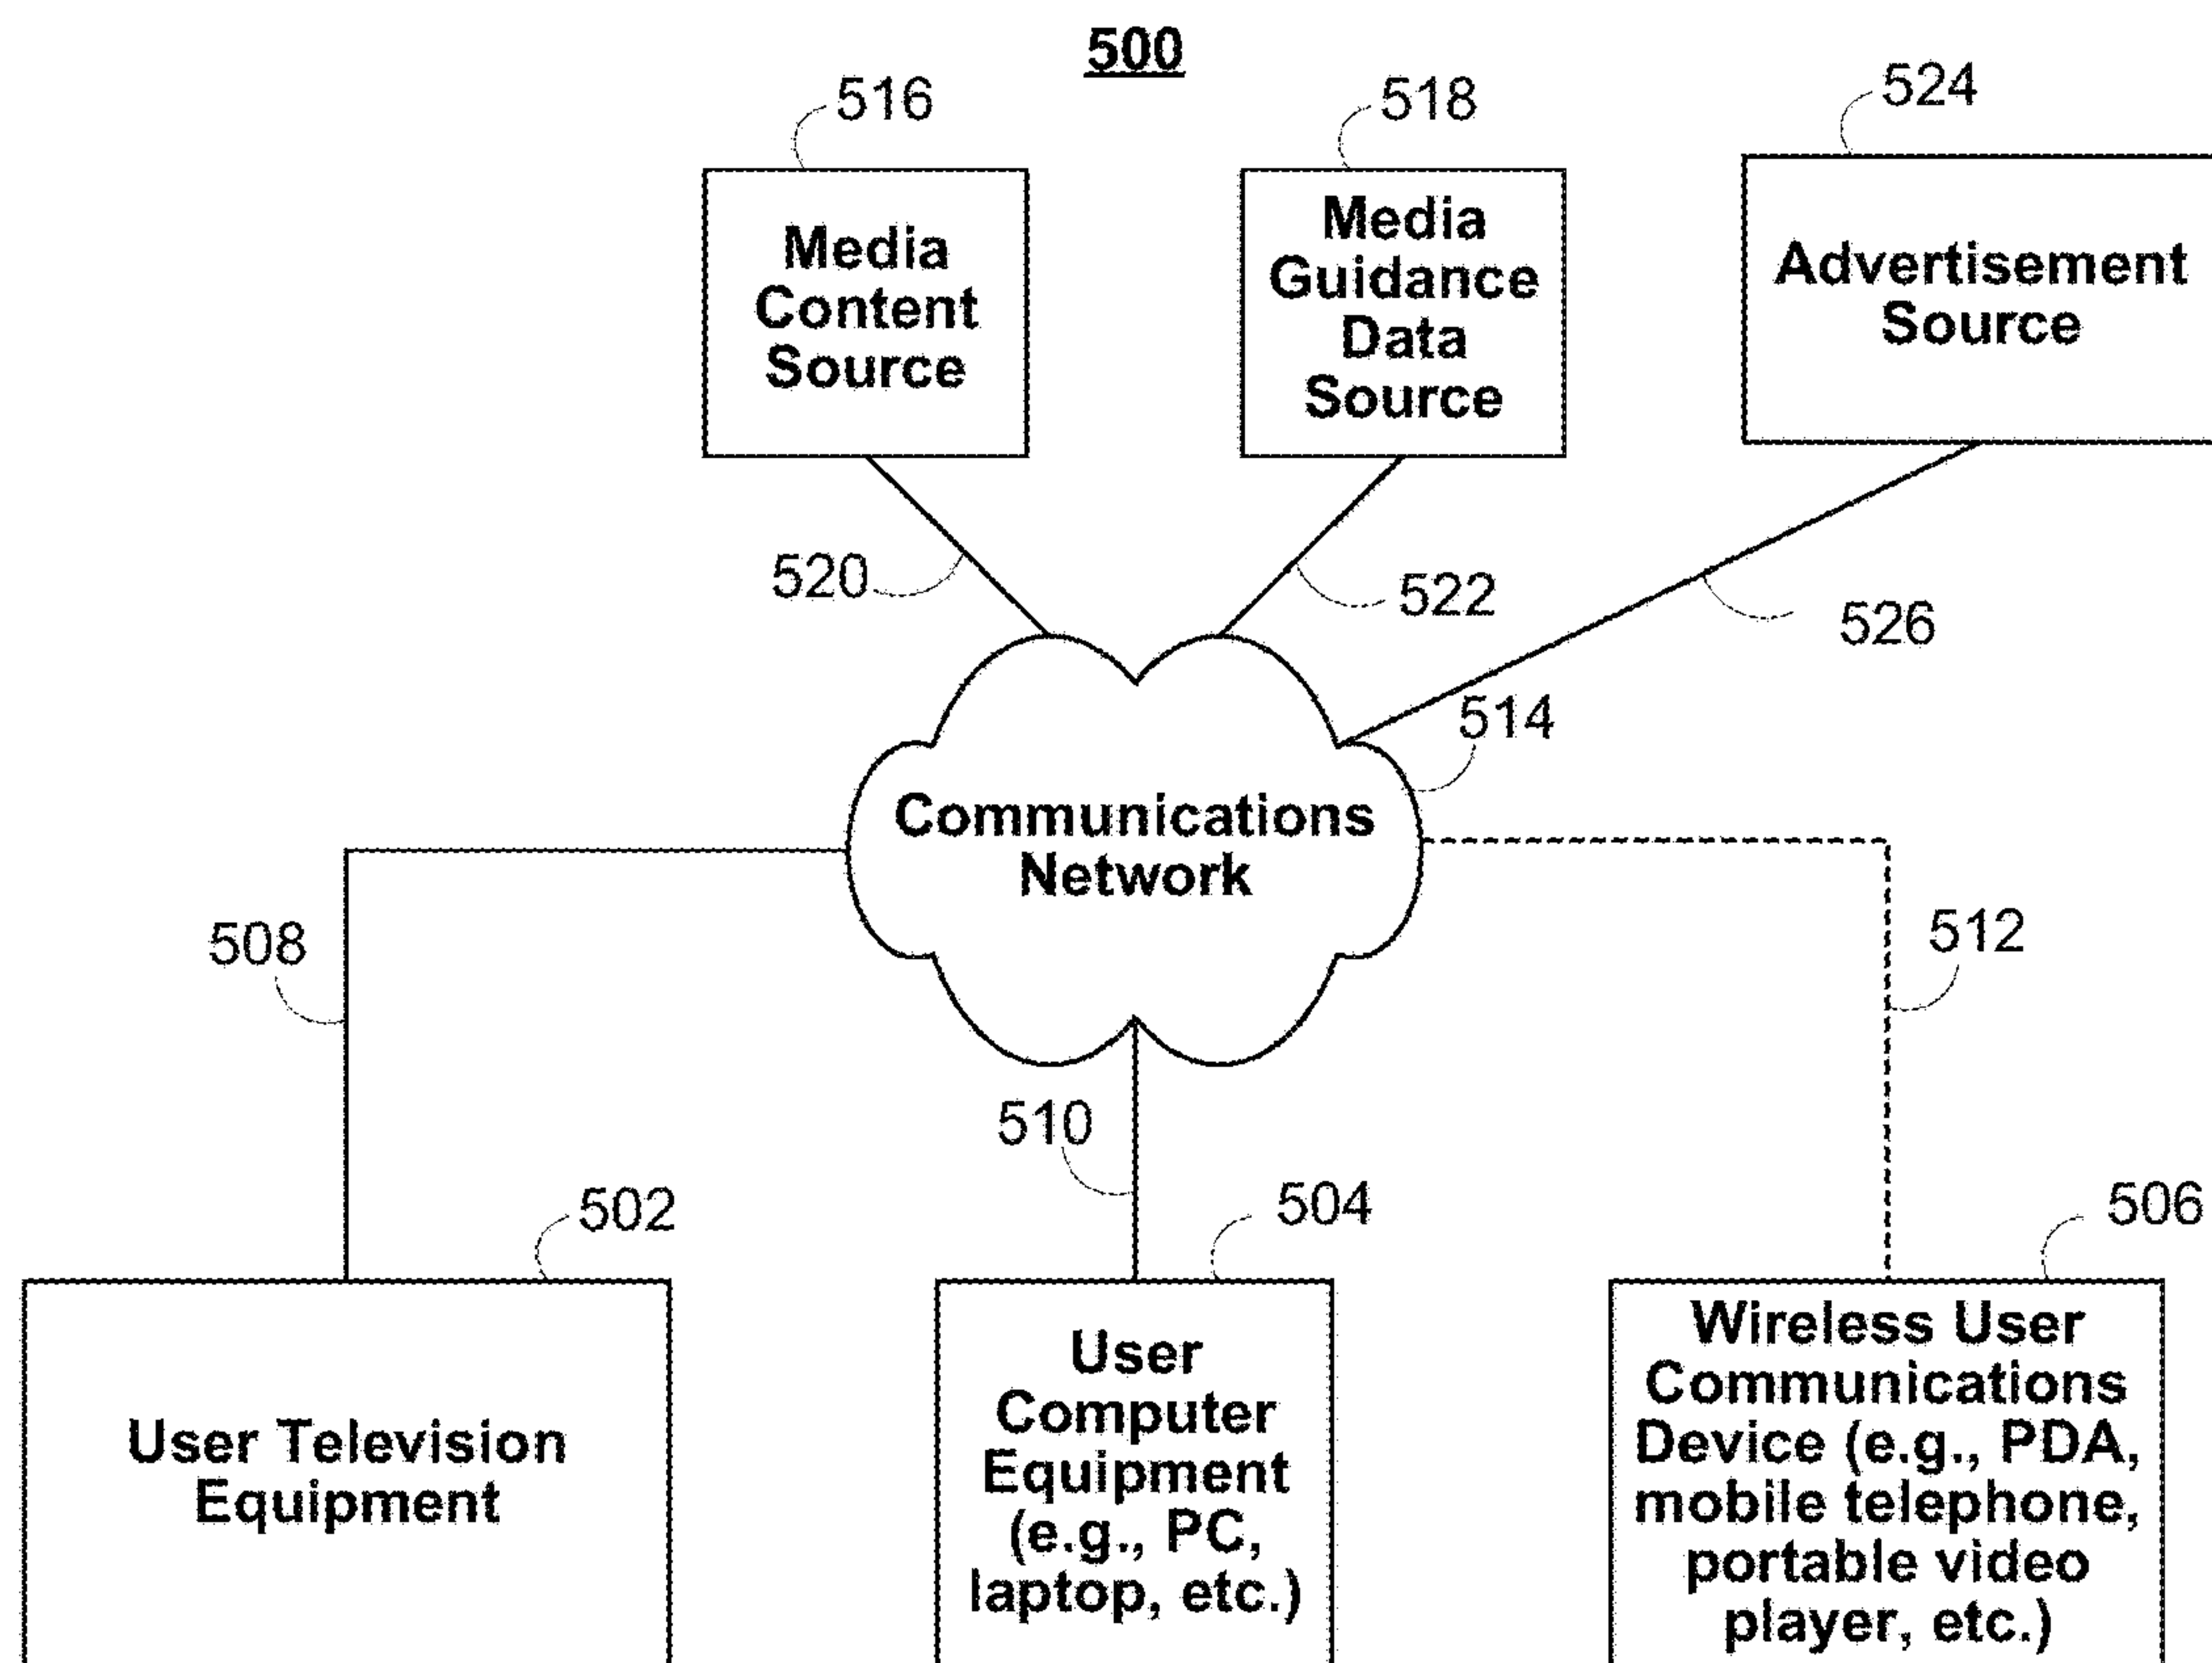 500
516
518
524
Media
Content
Source
Media
Guidance
Data
Source
Advertisement
Source
520
522
526
514
Communications
Network
508
512
510
502
504
506
User Television
Equipment
User
Computer
Equipment
(e.g., PC,
laptop, etc.)
Wireless User
Communications
Device (e.g., PDA,
mobile telephone,
portable video
player, etc.)